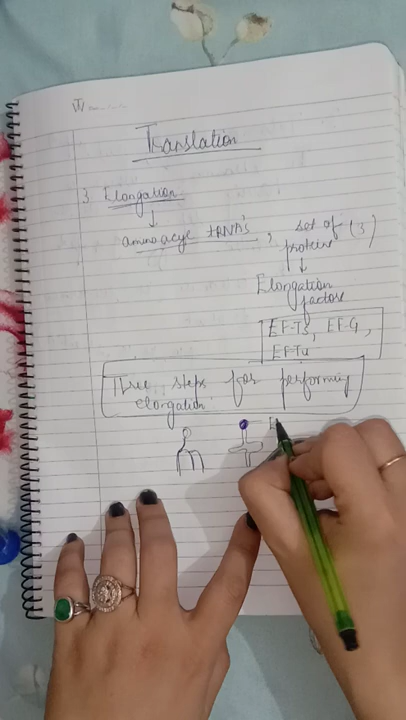 Translation
3. Elongation
aminoacyl tRNA's, set of (3)
proteins
Elongation
factors
EF-Ts, EF-G,
EF-Tu
Three steps for performing
elongation